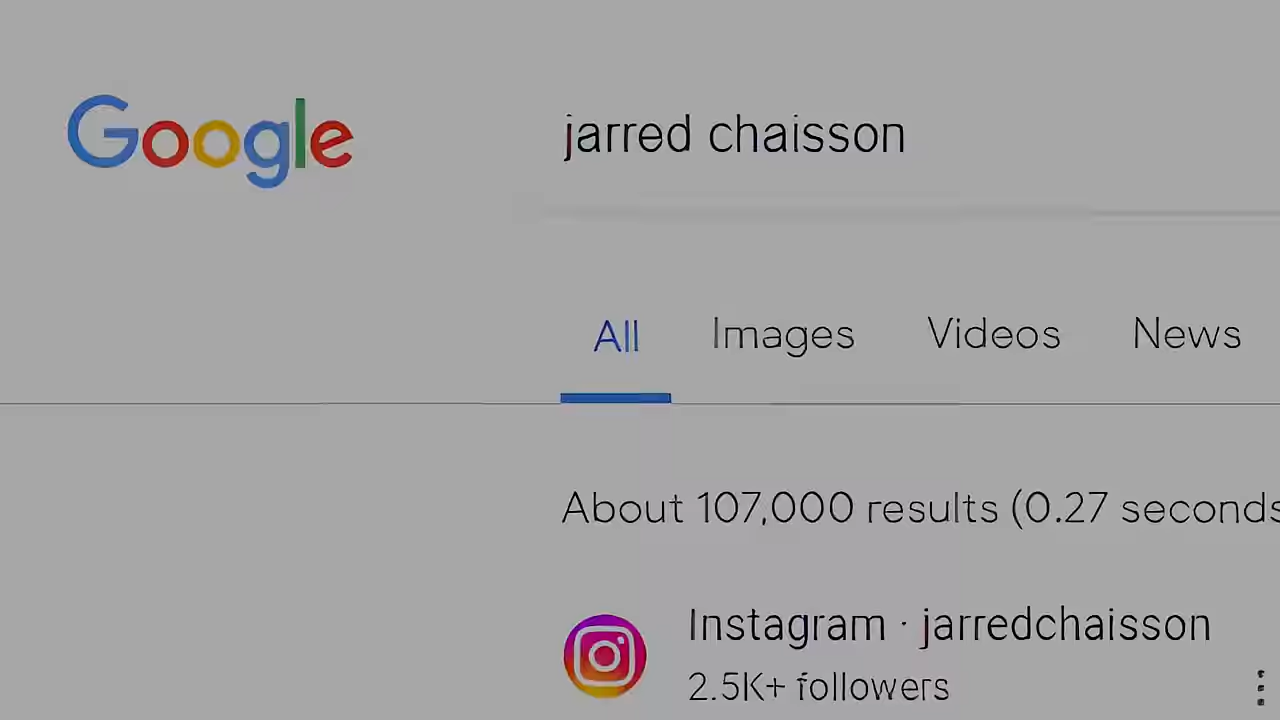 Google
jarred chaisson
All Images Videos News
About 107,000 results (0.27 seconds
Instagram · jarredchaisson
2.5K+ followers